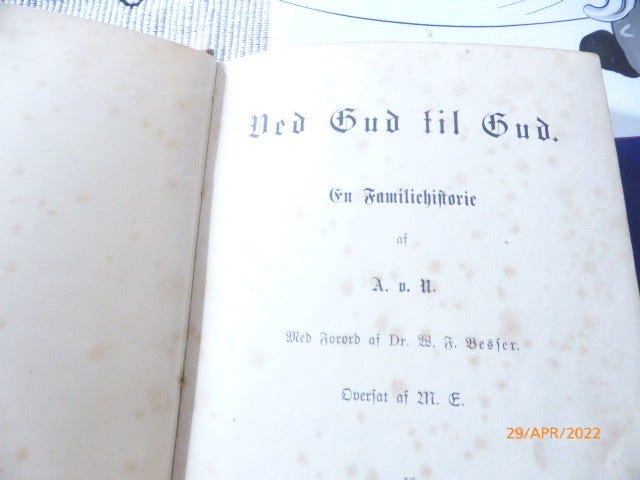 Ved Gud til Gud.
En Familiehistorie
af
A. v. N.
Med Forord af Dr. W. F. Besser.
Oversat af M. E.
29/APR/2022